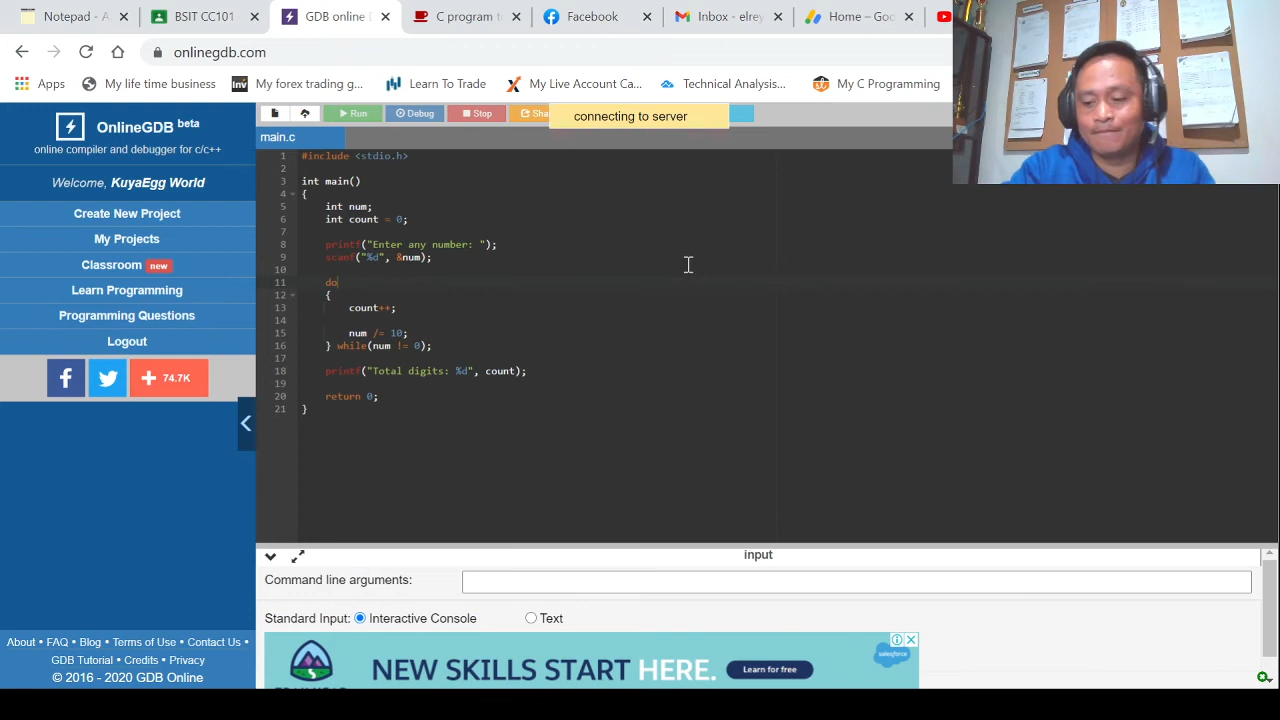 Notepad - A
BSIT CC101
GDB online D
C program to
Facebook
Inbox - elrey
Home – Goo
onlinegdb.com
Apps
My life time business
My forex trading g...
Learn To Trade
My Live Account Ca...
Technical Analysis...
My C Programming
OnlineGDB beta
online compiler and debugger for c/c++
Welcome, KuyaEgg World
Create New Project
My Projects
Classroom new
Learn Programming
Programming Questions
Logout
74.7K
About • FAQ • Blog • Terms of Use • Contact Us •
GDB Tutorial • Credits • Privacy
© 2016 - 2020 GDB Online
Run
Debug
Stop
Sha
connecting to server
main.c
1 #include <stdio.h>
2
3 int main()
4 {
5 int num;
6 int count = 0;
7
8 printf("Enter any number: ");
9 scanf("%d", &num);
10
11 do
12 {
13 count++;
14
15 num /= 10;
16 } while(num != 0);
17
18 printf("Total digits: %d", count);
19
20 return 0;
21 }
input
Command line arguments:
Standard Input: Interactive Console Text
NEW SKILLS START HERE.
Learn for free
salesforce